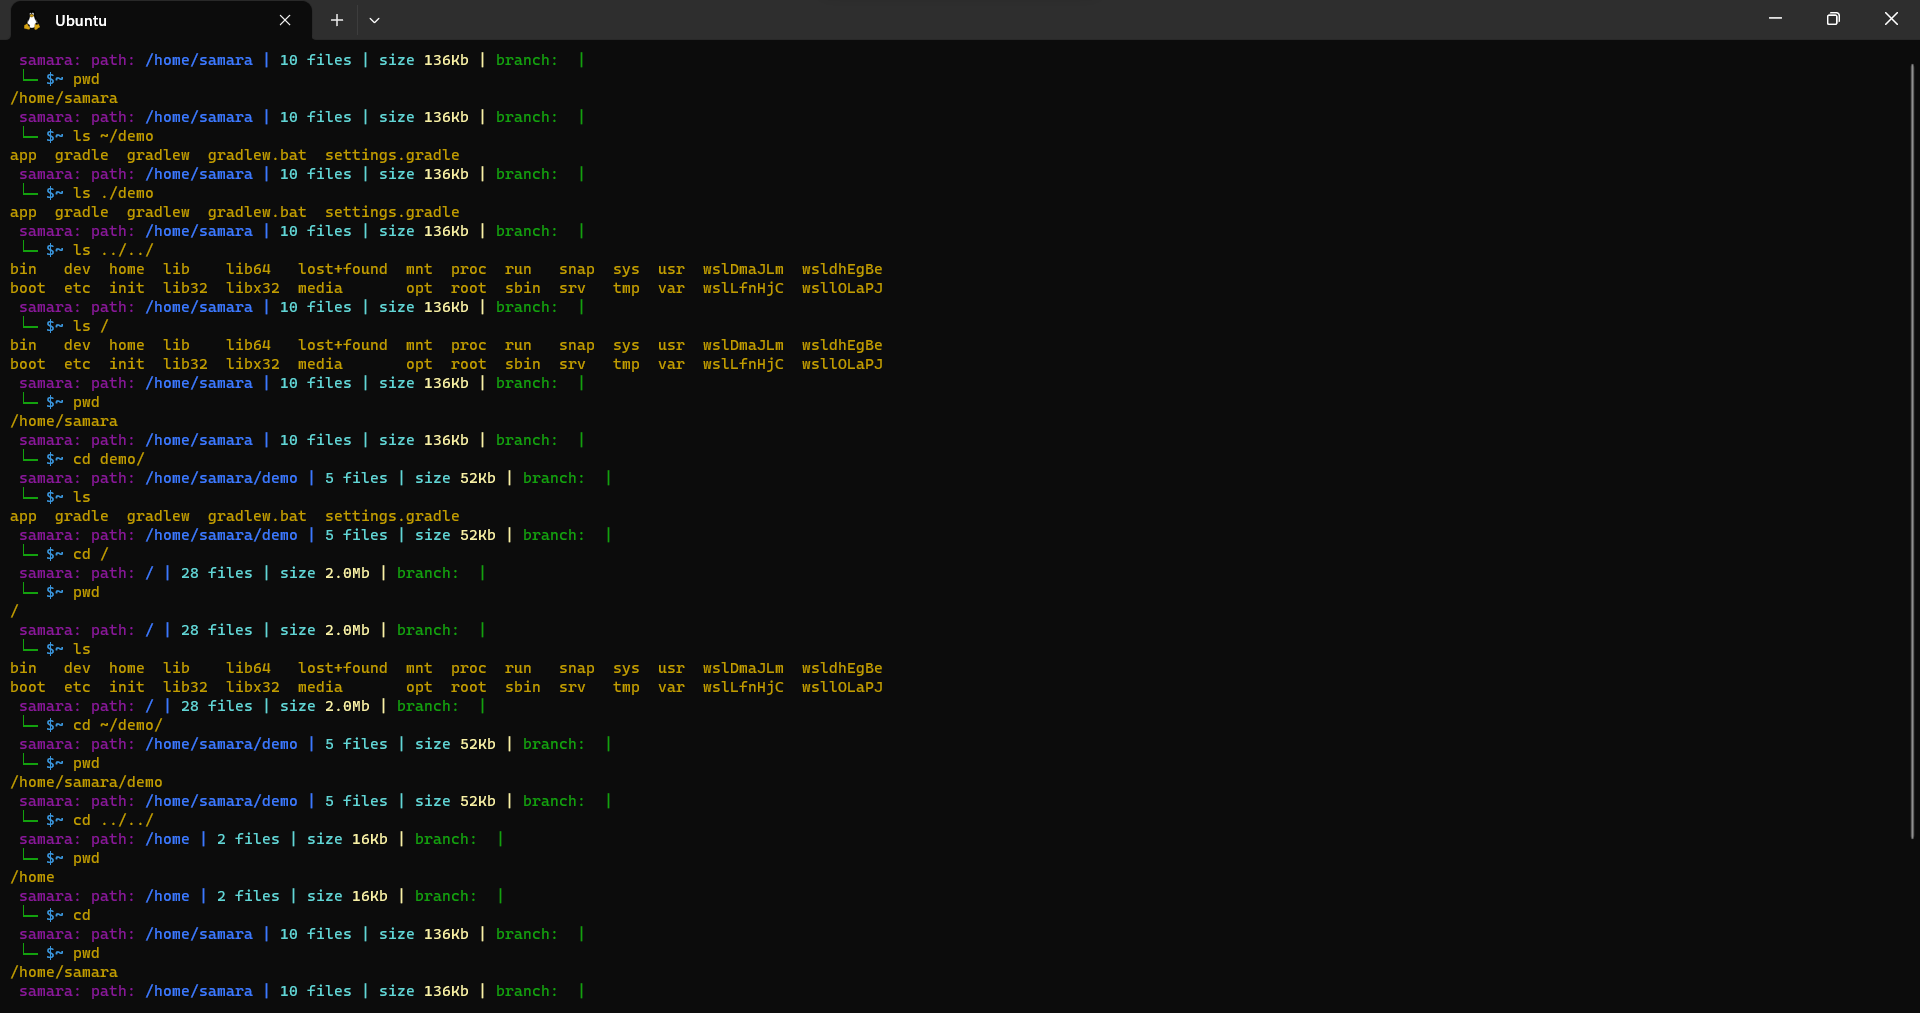 Ubuntu
samara: path: /home/samara | 10 files | size 136Kb | branch:  |
└─ $~ pwd
/home/samara
samara: path: /home/samara | 10 files | size 136Kb | branch:  |
└─ $~ ls ~/demo
app  gradle  gradlew  gradlew.bat  settings.gradle
samara: path: /home/samara | 10 files | size 136Kb | branch:  |
└─ $~ ls ./demo
app  gradle  gradlew  gradlew.bat  settings.gradle
samara: path: /home/samara | 10 files | size 136Kb | branch:  |
└─ $~ ls ../../
bin   dev  home  lib    lib64   lost+found  mnt  proc  run   snap  sys  usr  wslDmaJLm  wsldhEgBe
boot  etc  init  lib32  libx32  media       opt  root  sbin  srv   tmp  var  wslLfnHjC  wsllOLaPJ
samara: path: /home/samara | 10 files | size 136Kb | branch:  |
└─ $~ ls /
bin   dev  home  lib    lib64   lost+found  mnt  proc  run   snap  sys  usr  wslDmaJLm  wsldhEgBe
boot  etc  init  lib32  libx32  media       opt  root  sbin  srv   tmp  var  wslLfnHjC  wsllOLaPJ
samara: path: /home/samara | 10 files | size 136Kb | branch:  |
└─ $~ pwd
/home/samara
samara: path: /home/samara | 10 files | size 136Kb | branch:  |
└─ $~ cd demo/
samara: path: /home/samara/demo | 5 files | size 52Kb | branch:  |
└─ $~ ls
app  gradle  gradlew  gradlew.bat  settings.gradle
samara: path: /home/samara/demo | 5 files | size 52Kb | branch:  |
└─ $~ cd /
samara: path: / | 28 files | size 2.0Mb | branch:  |
└─ $~ pwd
/
samara: path: / | 28 files | size 2.0Mb | branch:  |
└─ $~ ls
bin   dev  home  lib    lib64   lost+found  mnt  proc  run   snap  sys  usr  wslDmaJLm  wsldhEgBe
boot  etc  init  lib32  libx32  media       opt  root  sbin  srv   tmp  var  wslLfnHjC  wsllOLaPJ
samara: path: / | 28 files | size 2.0Mb | branch:  |
└─ $~ cd ~/demo/
samara: path: /home/samara/demo | 5 files | size 52Kb | branch:  |
└─ $~ pwd
/home/samara/demo
samara: path: /home/samara/demo | 5 files | size 52Kb | branch:  |
└─ $~ cd ../../
samara: path: /home | 2 files | size 16Kb | branch:  |
└─ $~ pwd
/home
samara: path: /home | 2 files | size 16Kb | branch:  |
└─ $~ cd
samara: path: /home/samara | 10 files | size 136Kb | branch:  |
└─ $~ pwd
/home/samara
samara: path: /home/samara | 10 files | size 136Kb | branch:  |